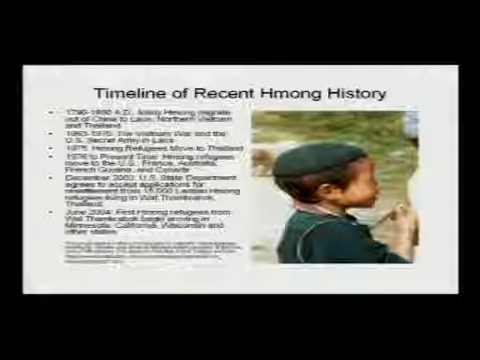 Timeline of Recent Hmong History
• 1790-1860 A.D. Many Hmong migrate
out of China to Laos, Northern Vietnam
and Thailand
• 1960-1975: The Vietnam War and the
U.S. Secret Army in Laos
• 1975: Hmong Refugees Move to Thailand
• 1976 to Present Time: Hmong refugees
move to the U.S., France, Australia,
French Guyana, and Canada
• December 2003: U.S. State Department
agrees to accept applications for
resettlement from 15,000 Laotian Hmong
refugees living in Wat Thamkrabok,
Thailand
• June 2004: First Hmong refugees from
Wat Thamkrabok begin arriving in
Minnesota, California, Wisconsin and
other states